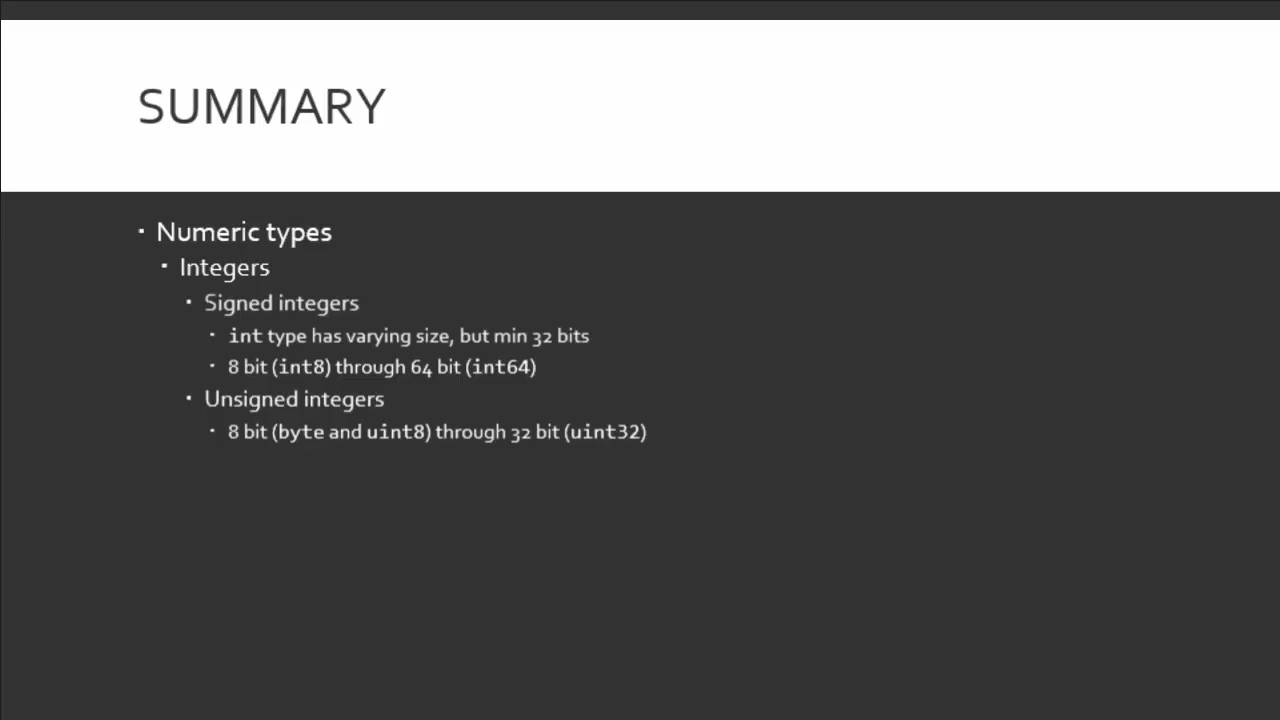 SUMMARY
▪ Numeric types
▪ Integers
▪ Signed integers
▪ int type has varying size, but min 32 bits
▪ 8 bit (int8) through 64 bit (int64)
▪ Unsigned integers
▪ 8 bit (byte and uint8) through 32 bit (uint32)